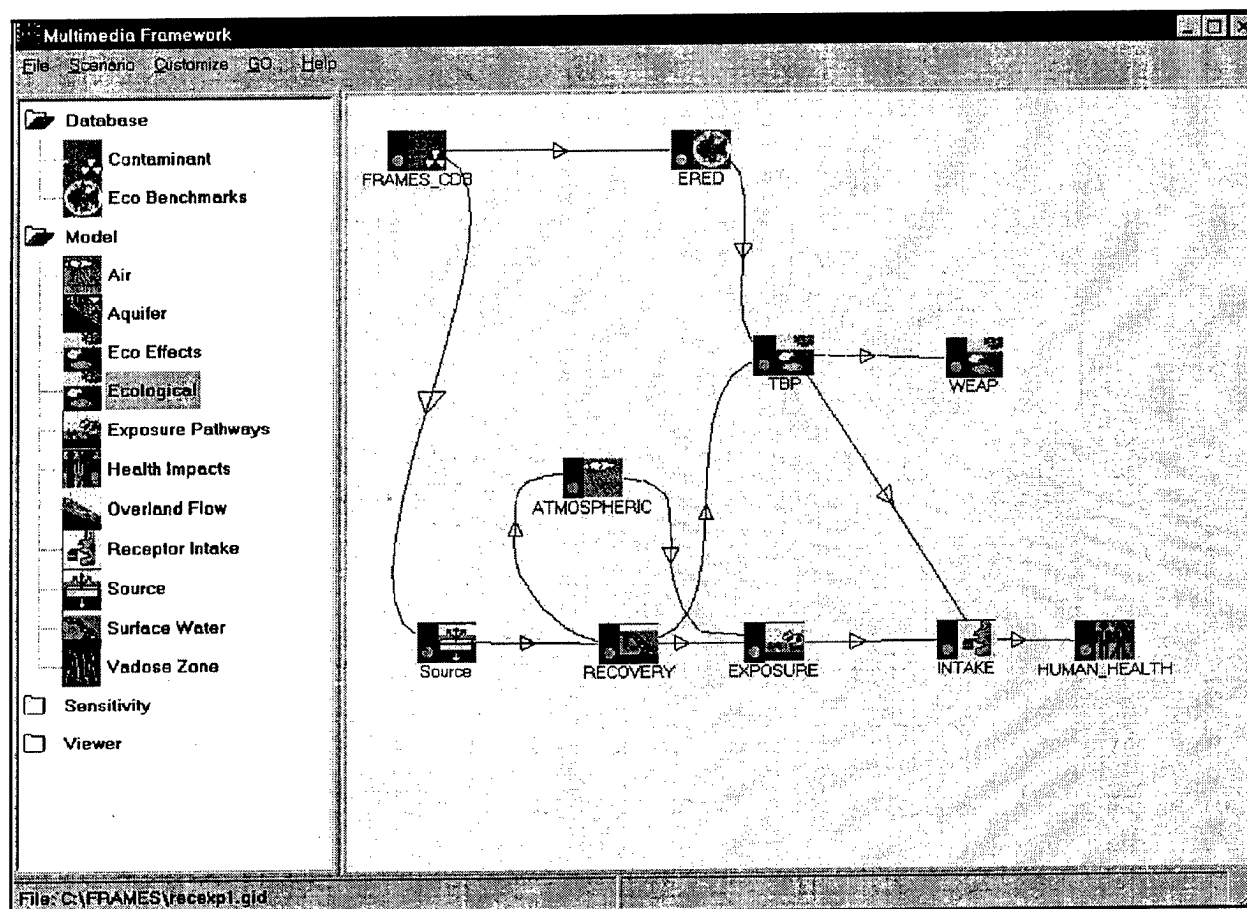 Multimedia Framework
File Scenario Customize GO... Help
Database
Contaminant
Eco Benchmarks
Model
Air
Aquifer
Eco Effects
Ecological
Exposure Pathways
Health Impacts
Overland Flow
Receptor Intake
Source
Surface Water
Vadose Zone
Sensitivity
Viewer
FRAMES_CDB
ERED
TBP
WEAP
ATMOSPHERIC
Source
RECOVERY
EXPOSURE
INTAKE
HUMAN_HEALTH
File: C:\FRAMES\recexp1.gid